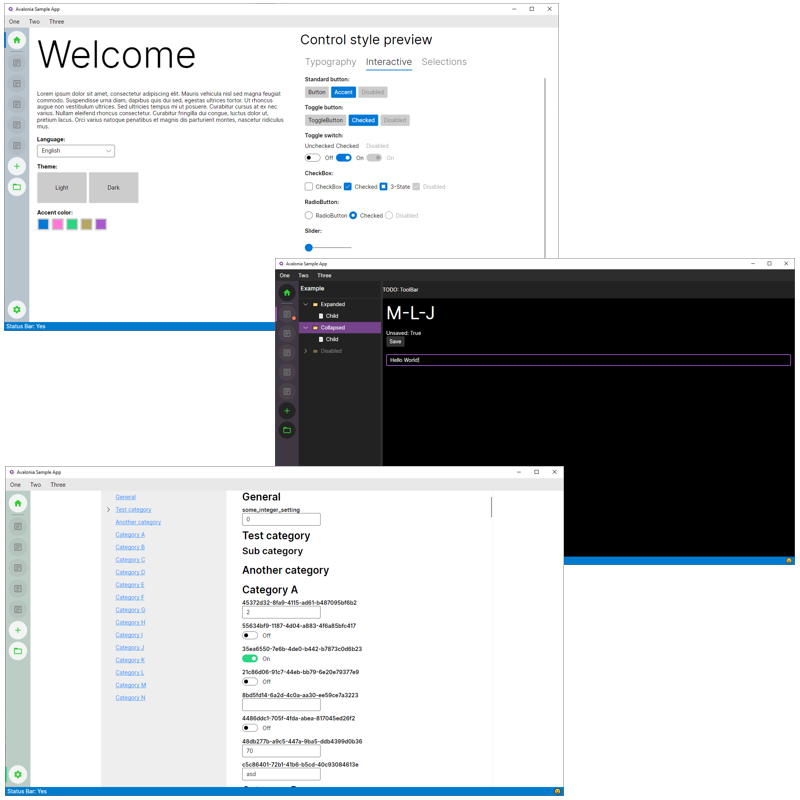 Avalonia Sample App
One Two Three
Welcome
Lorem ipsum dolor sit amet, consectetur adipiscing elit. Mauris vehicula nisl sed magna feugiat
commodo. Suspendisse urna diam, dapibus quis dui sed, egestas ultrices tortor. Ut rhoncus
augue non vestibulum ultrices. Sed ultricies tempus mi ut posuere. Curabitur cursus at ex nec
varius. Nullam eleifend rhoncus consectetur. Curabitur fringilla dui congue, luctus dolor ut,
pretium lacus. Orci varius natoque penatibus et magnis dis parturient montes, nascetur ridiculus
mus.
Language:
English
Theme:
Light Dark
Accent color:
Control style preview
Typography Interactive Selections
Standard button:
Button Accent Disabled
Toggle button:
ToggleButton Checked Disabled
Toggle switch:
Unchecked Checked Disabled
Off On On
CheckBox:
CheckBox Checked 3-State Disabled
RadioButton:
RadioButton Checked Disabled
Slider:
Status Bar: Yes
Avalonia Sample App
One Two Three
Example
Expanded
Child
Collapsed
Child
Disabled
TODO: ToolBar
M-L-J
Unsaved: True
Save
Hello World!
Avalonia Sample App
One Two Three
General
Test category
Another category
Category A
Category B
Category C
Category D
Category E
Category F
Category G
Category H
Category I
Category J
Category K
Category L
Category M
Category N
General
some_integer_setting
0
Test category
Sub category
Another category
Category A
45372d32-8fa9-4115-ad61-b487095bf6b2
2
55634bf9-1187-4d04-a883-4f6a85bfc417
Off
35ea6550-7e6b-4de0-b442-b7873c0d6b23
On
21c86d06-91c7-44eb-bb79-6e20e79377e9
Off
8bd5fd14-6a2d-4c0a-aa30-ee59ce7a3223
4486ddc1-705f-4fda-abea-817045ed26f2
Off
48db277b-a9c5-447a-9ba5-ddb4399d0b36
70
c5c86401-72b1-41b6-b5cd-40c93084613e
asd
Status Bar: Yes